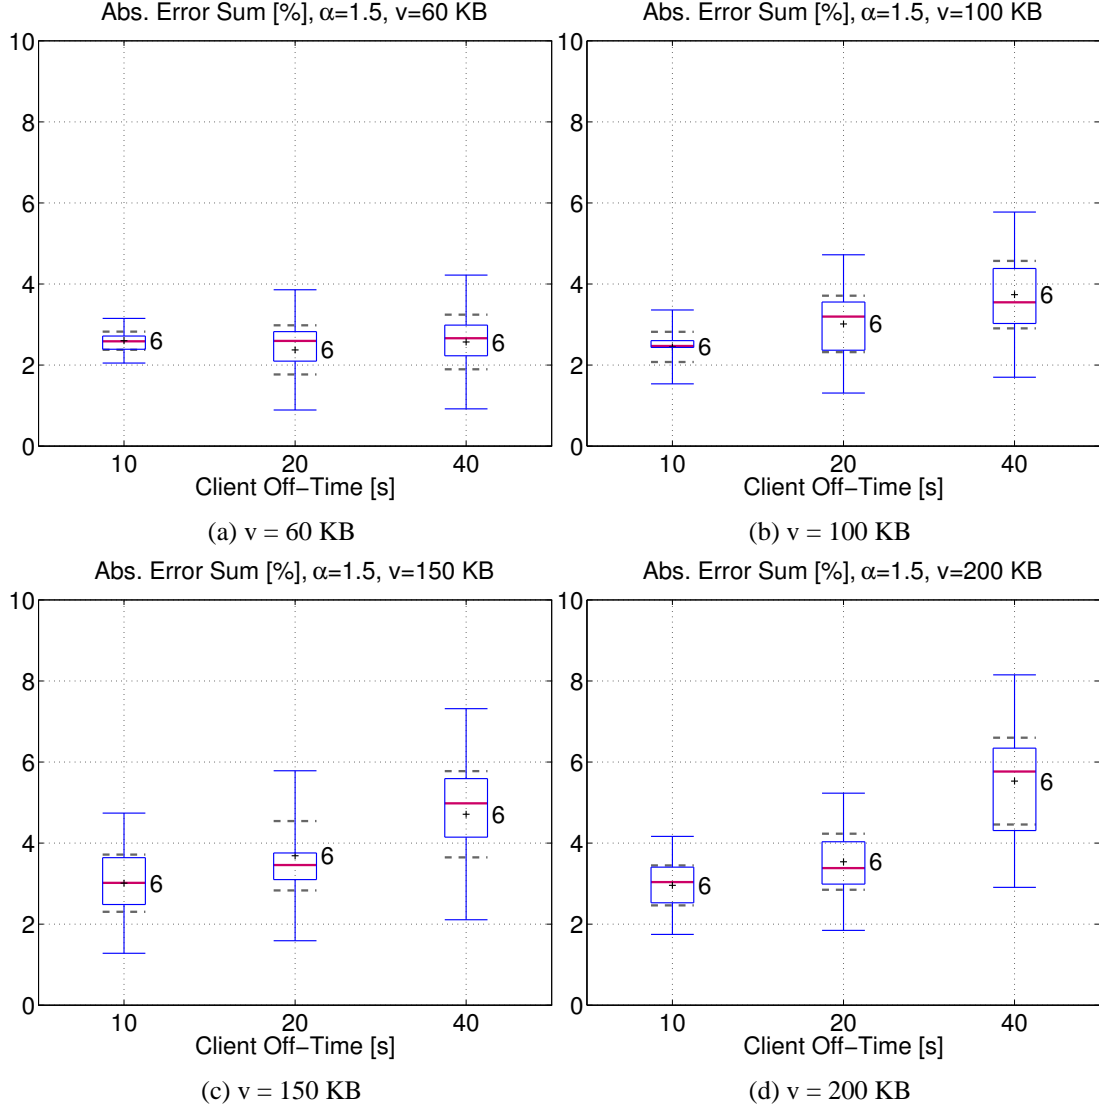 Abs. Error Sum [%], α=1.5, v=60 KB
10
8
6
4
2
0
6
6
6
10 20 40
Client Off−Time [s]
(a) v = 60 KB
Abs. Error Sum [%], α=1.5, v=100 KB
10
8
6
4
2
0
6
6
6
10 20 40
Client Off−Time [s]
(b) v = 100 KB
Abs. Error Sum [%], α=1.5, v=150 KB
10
8
6
4
2
0
6
6
6
10 20 40
Client Off−Time [s]
(c) v = 150 KB
Abs. Error Sum [%], α=1.5, v=200 KB
10
8
6
4
2
0
6
6
6
10 20 40
Client Off−Time [s]
(d) v = 200 KB